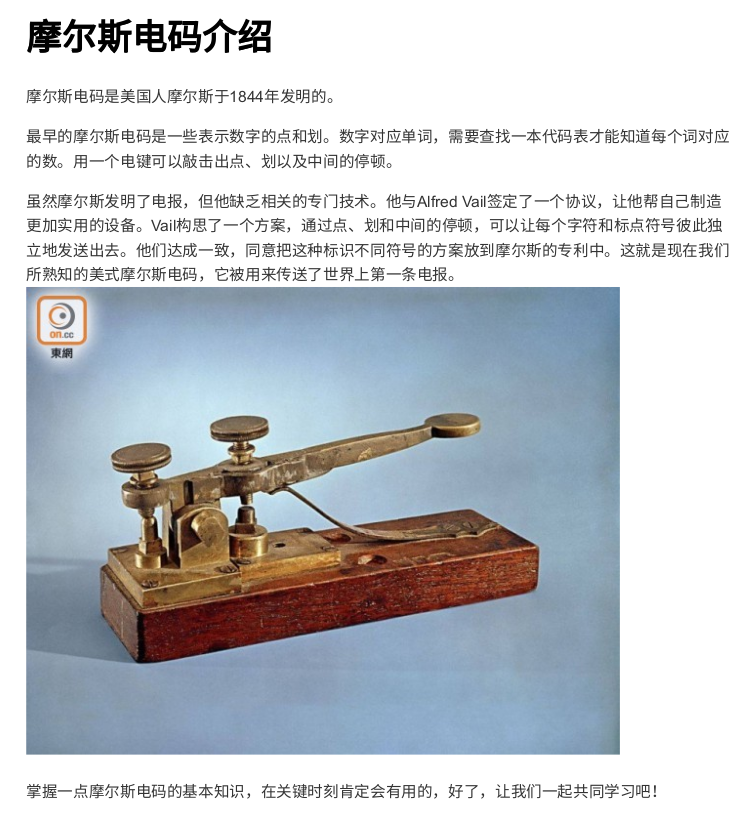 摩尔斯电码介绍
摩尔斯电码是美国人摩尔斯于1844年发明的。
最早的摩尔斯电码是一些表示数字的点和划。数字对应单词，需要查找一本代码表才能知道每个词对应
的数。用一个电键可以敲击出点、划以及中间的停顿。
虽然摩尔斯发明了电报，但他缺乏相关的专门技术。他与Alfred Vail签定了一个协议，让他帮自己制造
更加实用的设备。Vail构思了一个方案，通过点、划和中间的停顿，可以让每个字符和标点符号彼此独
立地发送出去。他们达成一致，同意把这种标识不同符号的方案放到摩尔斯的专利中。这就是现在我们
所熟知的美式摩尔斯电码，它被用来传送了世界上第一条电报。
on.cc
東網
掌握一点摩尔斯电码的基本知识，在关键时刻肯定会有用的，好了，让我们一起共同学习吧！